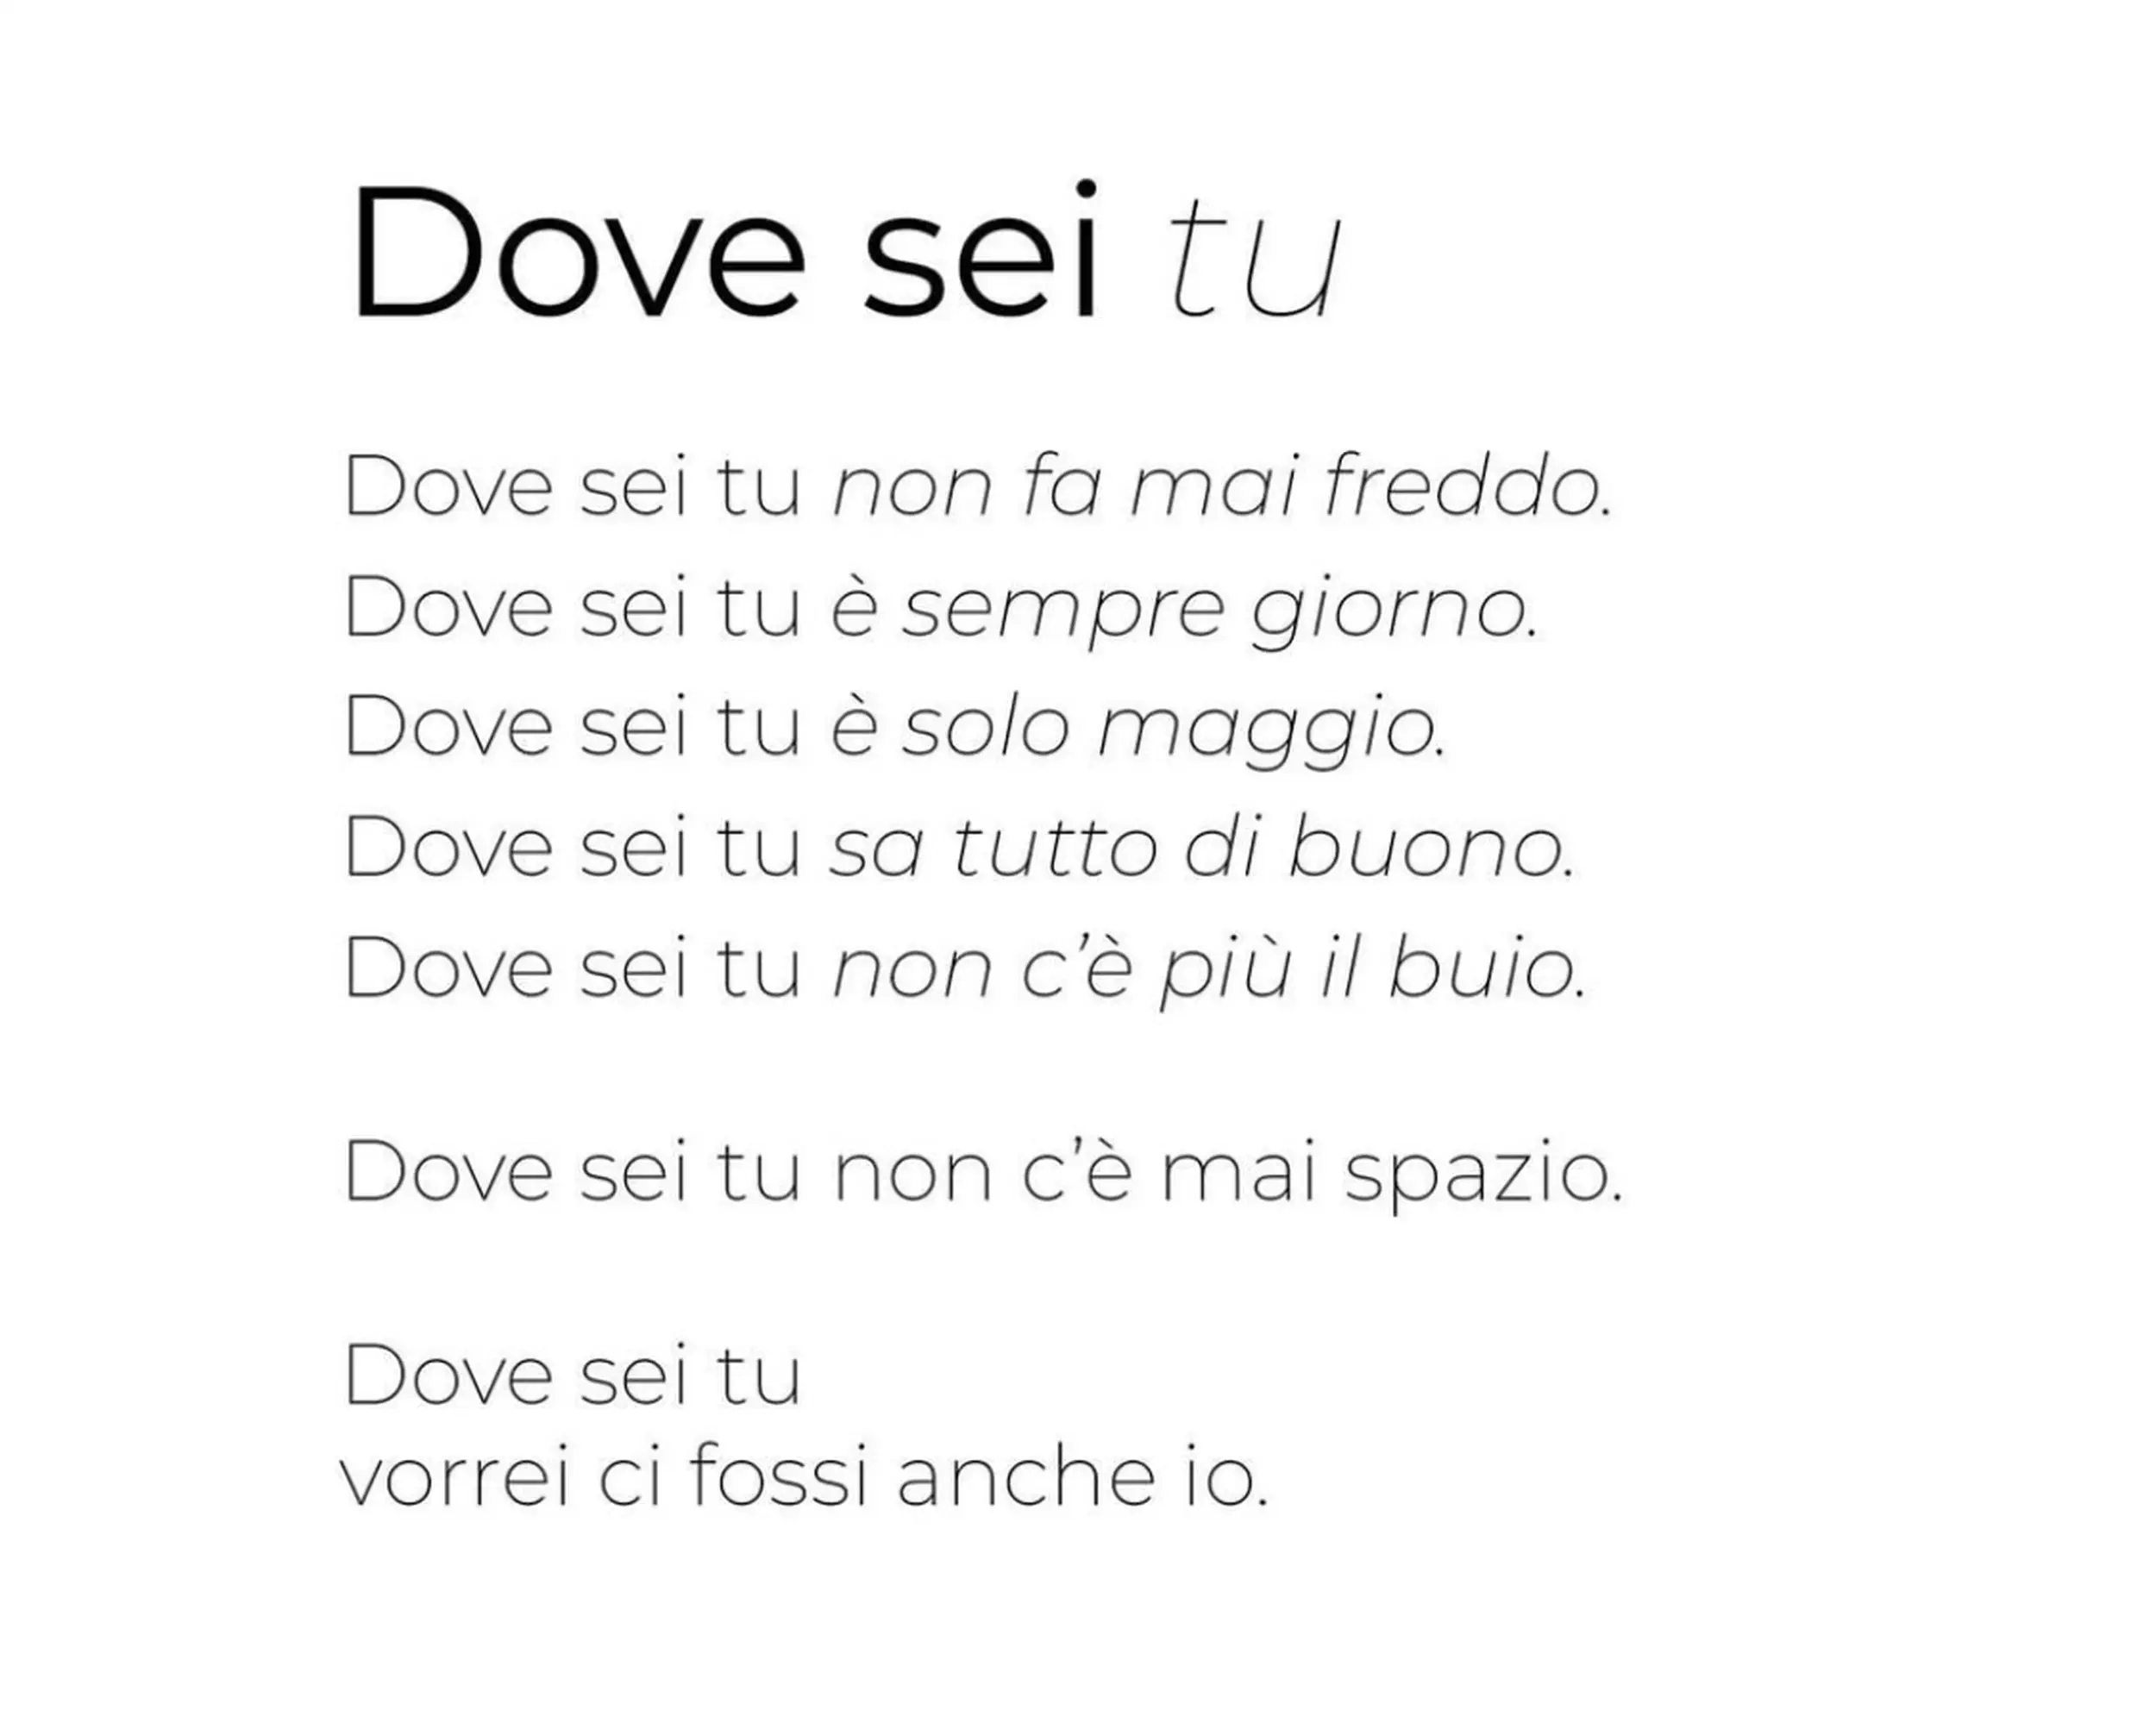 Dove sei tu
Dove sei tu non fa mai freddo.
Dove sei tu è sempre giorno.
Dove sei tu è solo maggio.
Dove sei tu sa tutto di buono.
Dove sei tu non c’è più il buio.
Dove sei tu non c’è mai spazio.
Dove sei tu
vorrei ci fossi anche io.